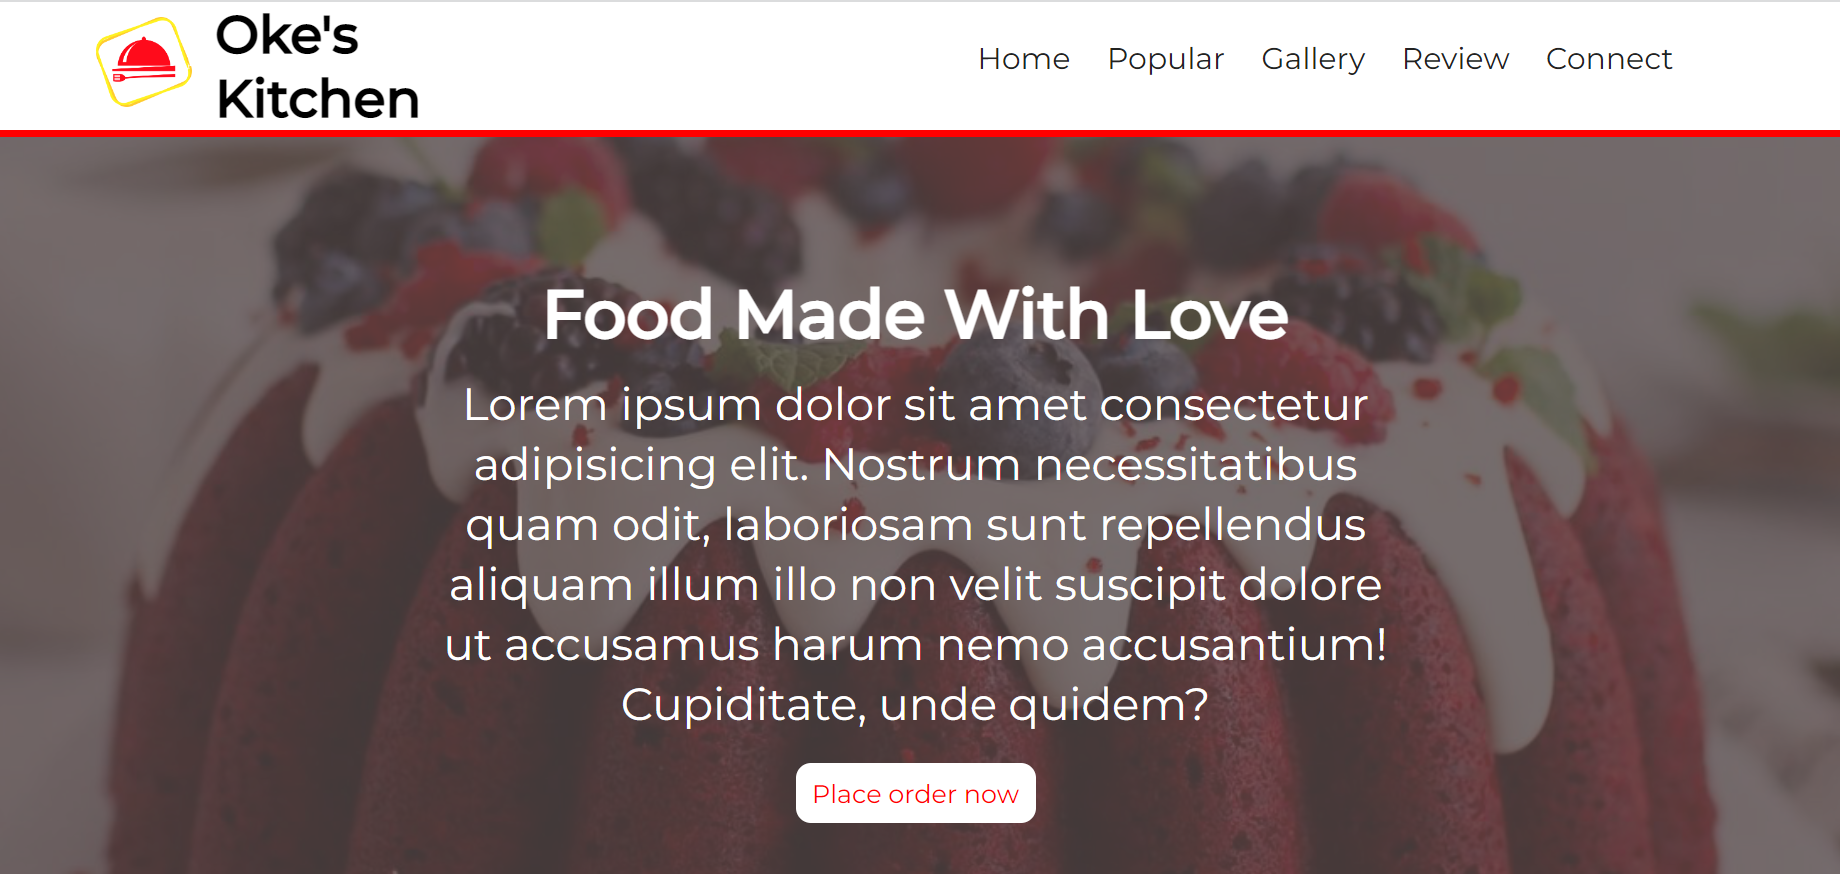 Oke's
Kitchen
Home Popular Gallery Review Connect
Food Made With Love
Lorem ipsum dolor sit amet consectetur
adipisicing elit. Nostrum necessitatibus
quam odit, laboriosam sunt repellendus
aliquam illum illo non velit suscipit dolore
ut accusamus harum nemo accusantium!
Cupiditate, unde quidem?
Place order now